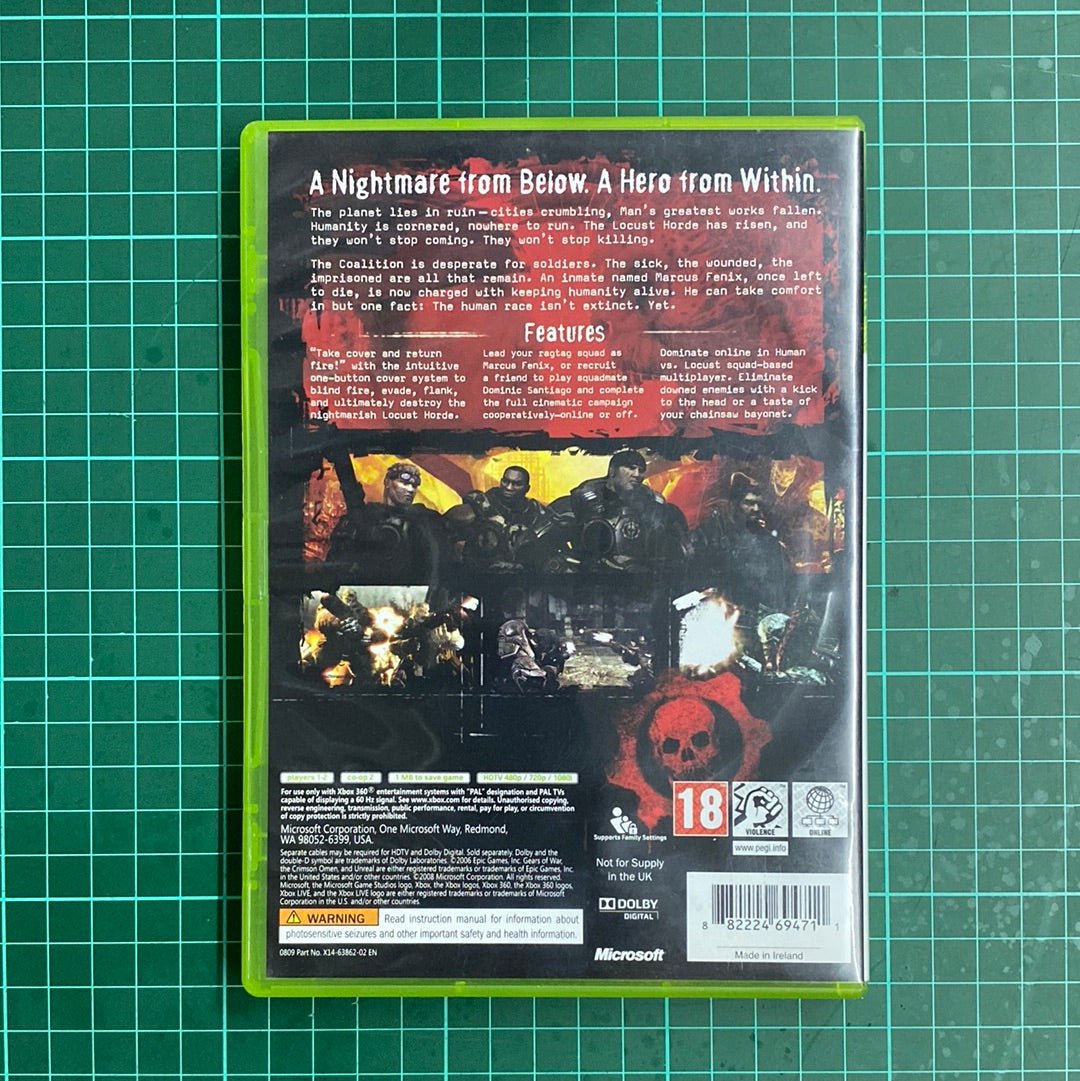 A Nightmare from Below. A Hero from Within.
The planet lies in ruin—cities crumbling, Man's greatest works fallen.
Humanity is cornered, nowhere to run. The Locust Horde has risen, and
they won't stop coming. They won't stop killing.
The Coalition is desperate for soldiers. The sick, the wounded, the
imprisoned are all that remain. An inmate named Marcus Fenix, once left
to die, is now charged with keeping humanity alive. He can take comfort
in but one fact: The human race isn't extinct. Yet.
Features
"Take cover and return
fire!" with the intuitive
one-button cover system to
blind fire, evade, flank,
and ultimately destroy the
nightmarish Locust Horde.
Lead your ragtag squad as
Marcus Fenix, or recruit
a friend to play squadmate
Dominic Santiago and complete
the full cinematic campaign
cooperatively—online or off.
Dominate online in Human
vs. Locust squad-based
multiplayer. Eliminate
downed enemies with a kick
to the head or a taste of
your chainsaw bayonet.
players 1-2 co-op 2 1 MB to save game HDTV 480p / 720p / 1080i
For use only with Xbox 360® entertainment systems with "PAL" designation and PAL TVs
capable of displaying a 60 Hz signal. See www.xbox.com for details. Unauthorised copying,
reverse engineering, transmission, public performance, rental, pay for play, or circumvention
of copy protection is strictly prohibited.
Microsoft Corporation, One Microsoft Way, Redmond,
WA 98052-6399, USA.
Separate cables may be required for HDTV and Dolby Digital. Sold separately. Dolby and the
double-D symbol are trademarks of Dolby Laboratories. ©2006 Epic Games, Inc. Gears of War,
the Crimson Omen, and Unreal are either registered trademarks or trademarks of Epic Games, Inc.
in the United States and/or other countries. ©2008 Microsoft Corporation. All rights reserved.
Microsoft, the Microsoft Game Studios logo, Xbox, the Xbox logos, Xbox 360, the Xbox 360 logos,
Xbox LIVE, and the Xbox LIVE logo are either registered trademarks or trademarks of Microsoft
Corporation in the U.S. and/or other countries.
WARNING Read instruction manual for information about
photosensitive seizures and other important safety and health information.
0809 Part No. X14-63862-02 EN
Supports Family Settings
18
VIOLENCE
ONLINE
www.pegi.info
Not for Supply
in the UK
DOLBY
DIGITAL
Microsoft
8 82224 69471 1
Made in Ireland